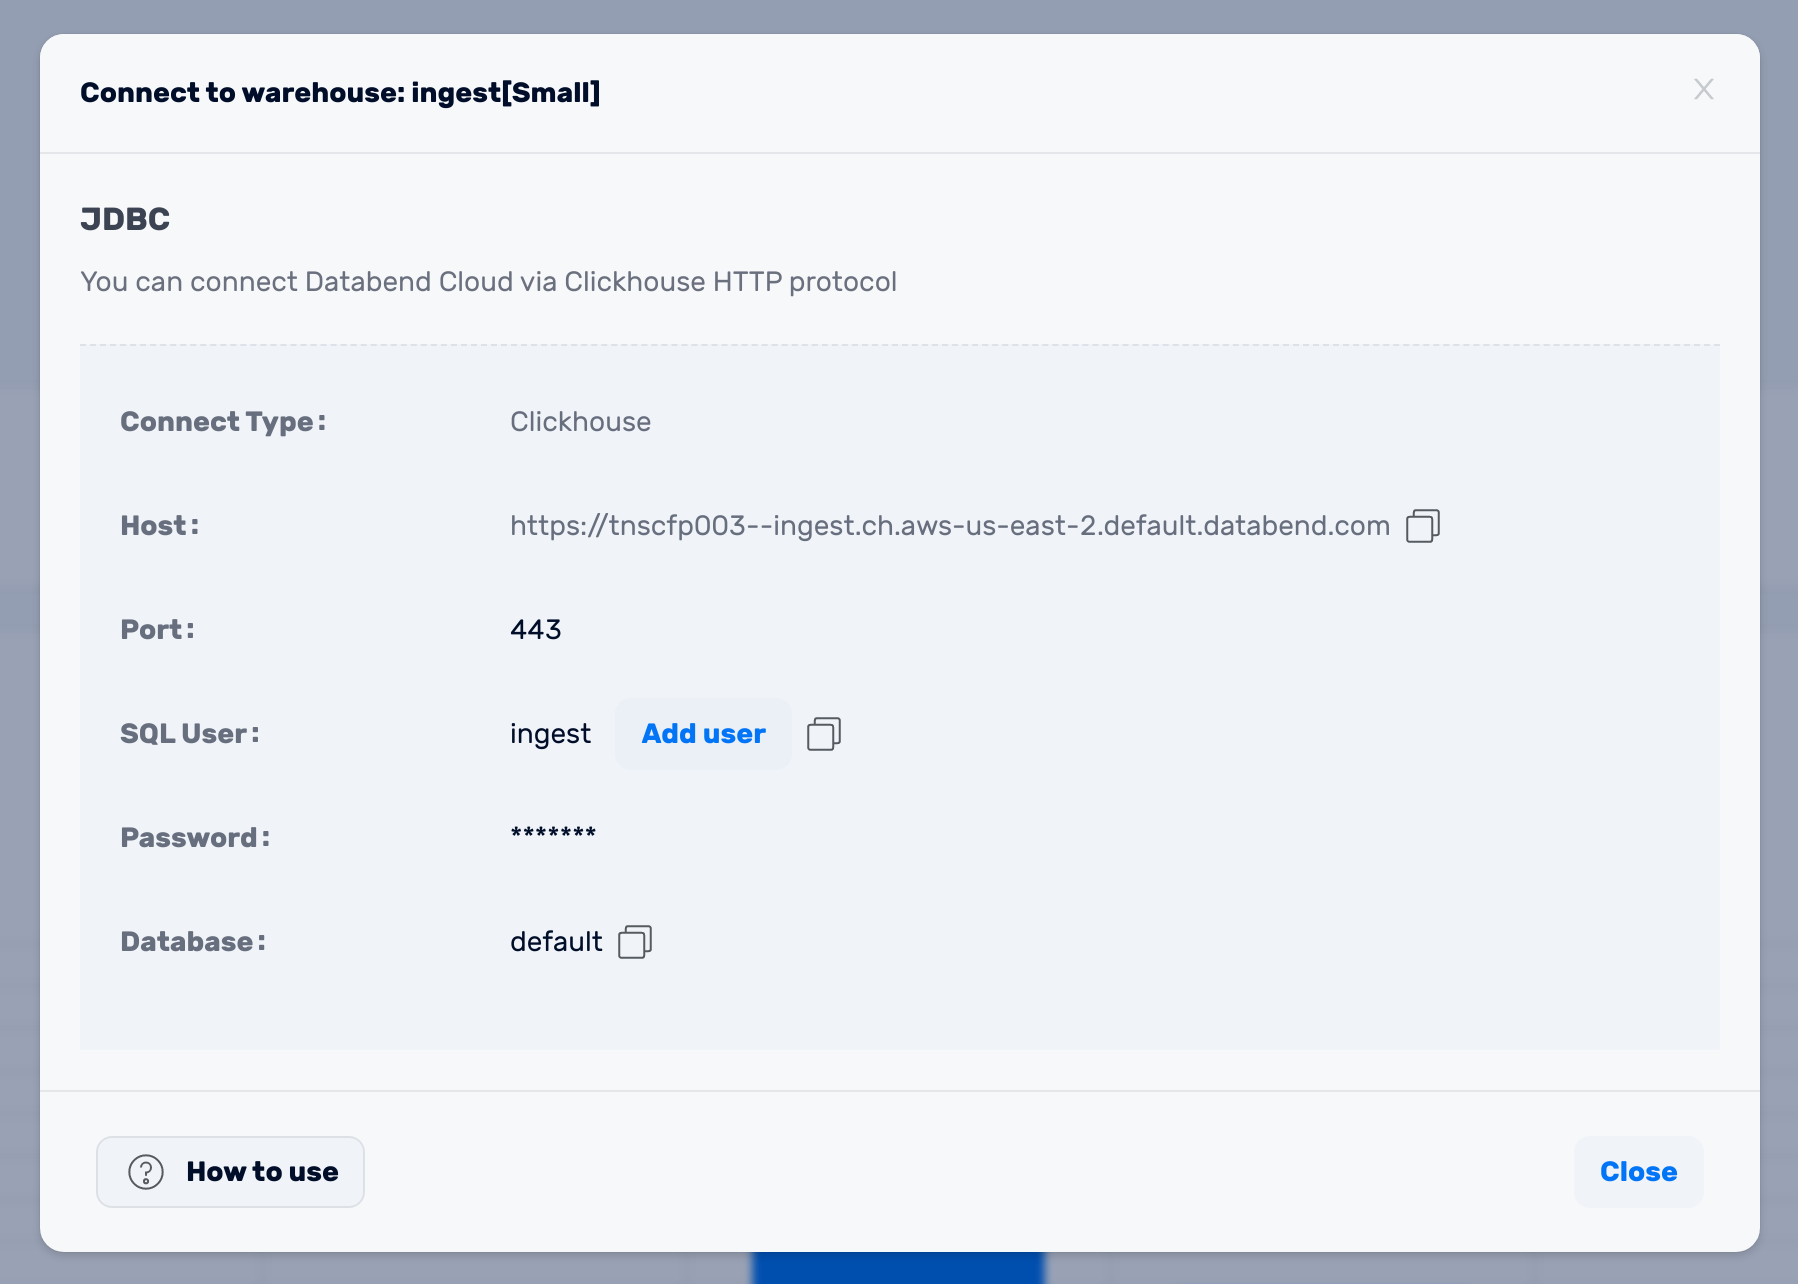 Connect to warehouse: ingest[Small]
JDBC
You can connect Databend Cloud via Clickhouse HTTP protocol
Connect Type: Clickhouse
Host: https://tnscfp003--ingest.ch.aws-us-east-2.default.databend.com
Port: 443
SQL User: ingest Add user
Password: *******
Database: default
How to use
Close